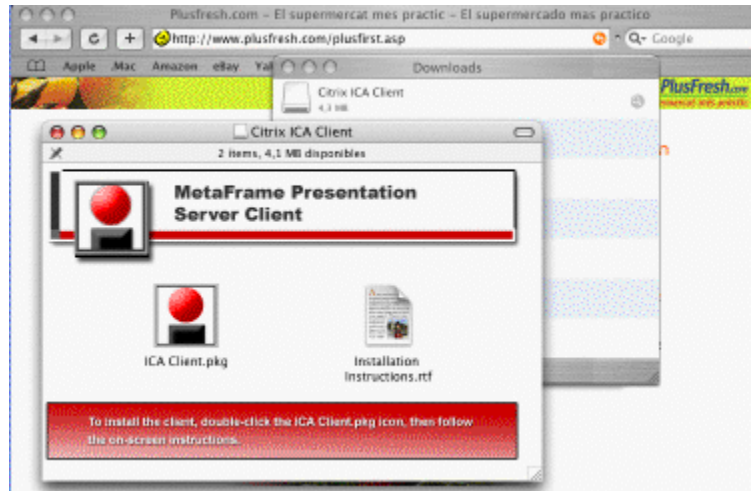 Plusfresh.com – El supermercat mes practic – El supermercado mas practico
http://www.plusfresh.com/plusfirst.asp
Google
Apple .Mac Amazon eBay
Downloads
Citrix ICA Client
4,3 MB
PlusFresh.com
Citrix ICA Client
2 items, 4,1 MB disponibles
MetaFrame Presentation
Server Client
ICA Client.pkg
Installation
Instructions.rtf
To install the client, double-click the ICA Client.pkg icon, then follow
the on-screen instructions.